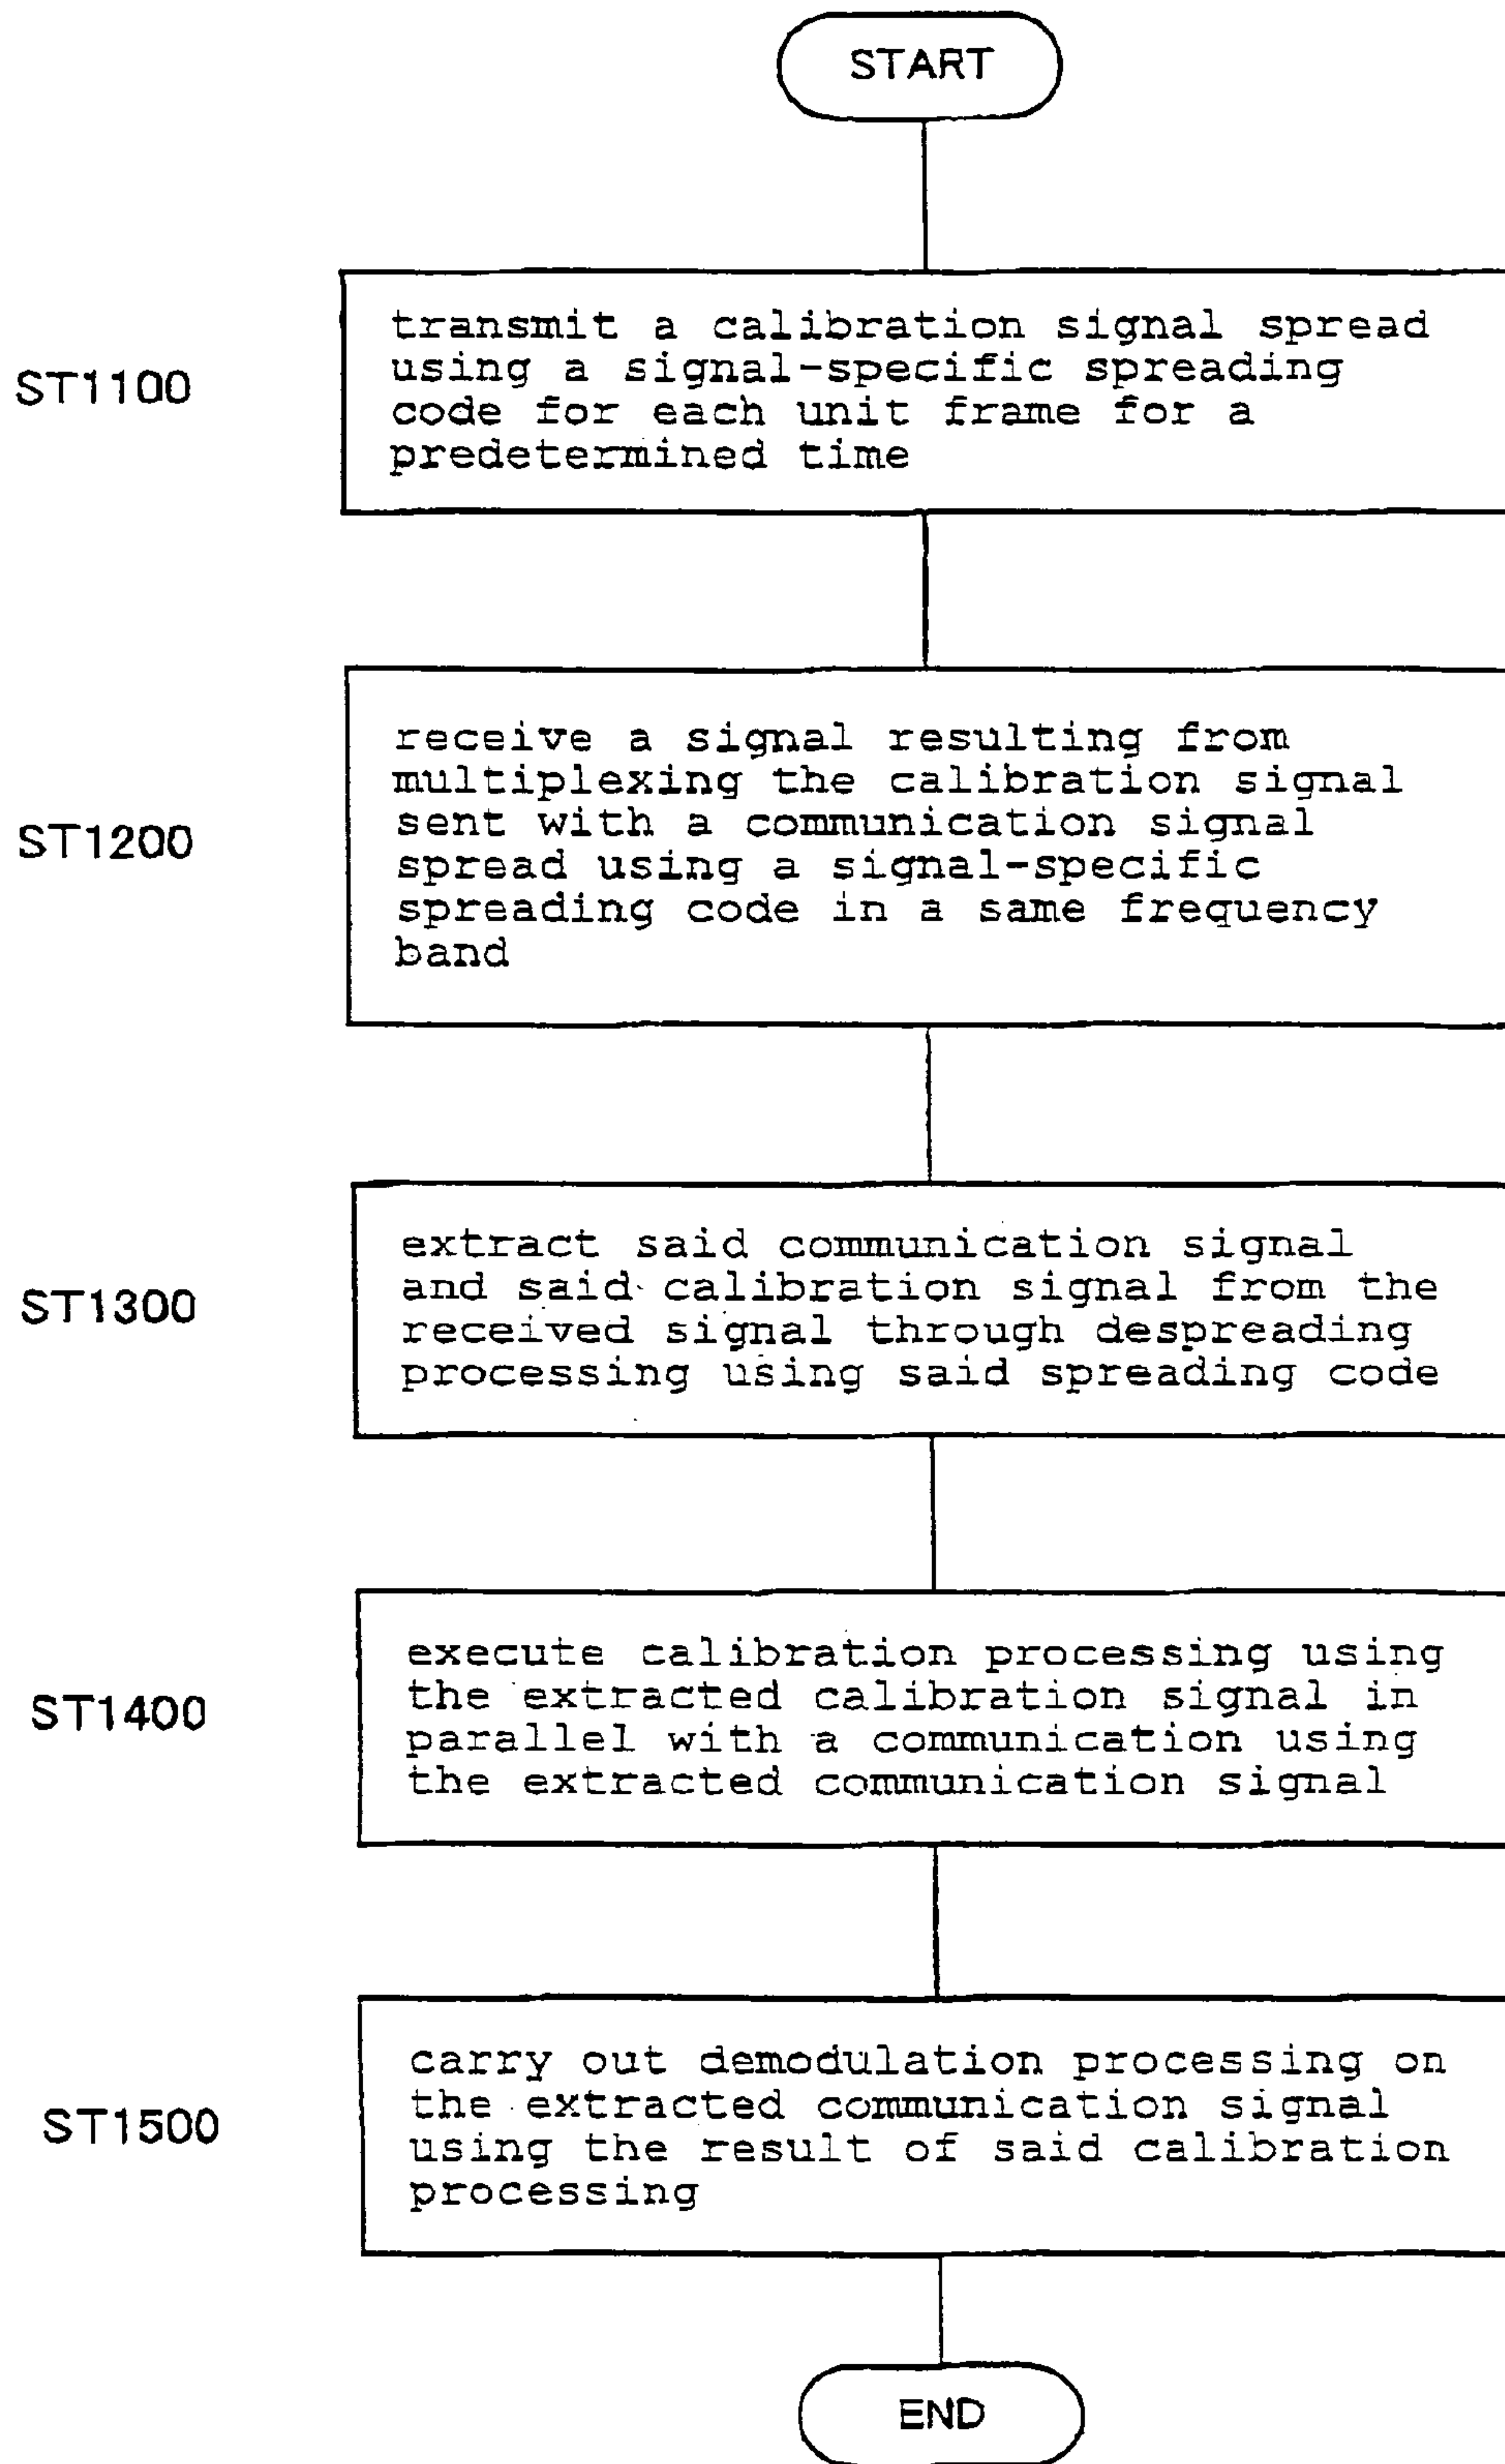 START
ST1100
transmit a calibration signal spread
using a signal-specific spreading
code for each unit frame for a
predetermined time
ST1200
receive a signal resulting from
multiplexing the calibration signal
sent with a communication signal
spread using a signal-specific
spreading code in a same frequency
band
ST1300
extract said communication signal
and said calibration signal from the
received signal through despreading
processing using said spreading code
ST1400
execute calibration processing using
the extracted calibration signal in
parallel with a communication using
the extracted communication signal
ST1500
carry out demodulation processing on
the extracted communication signal
using the result of said calibration
processing
END